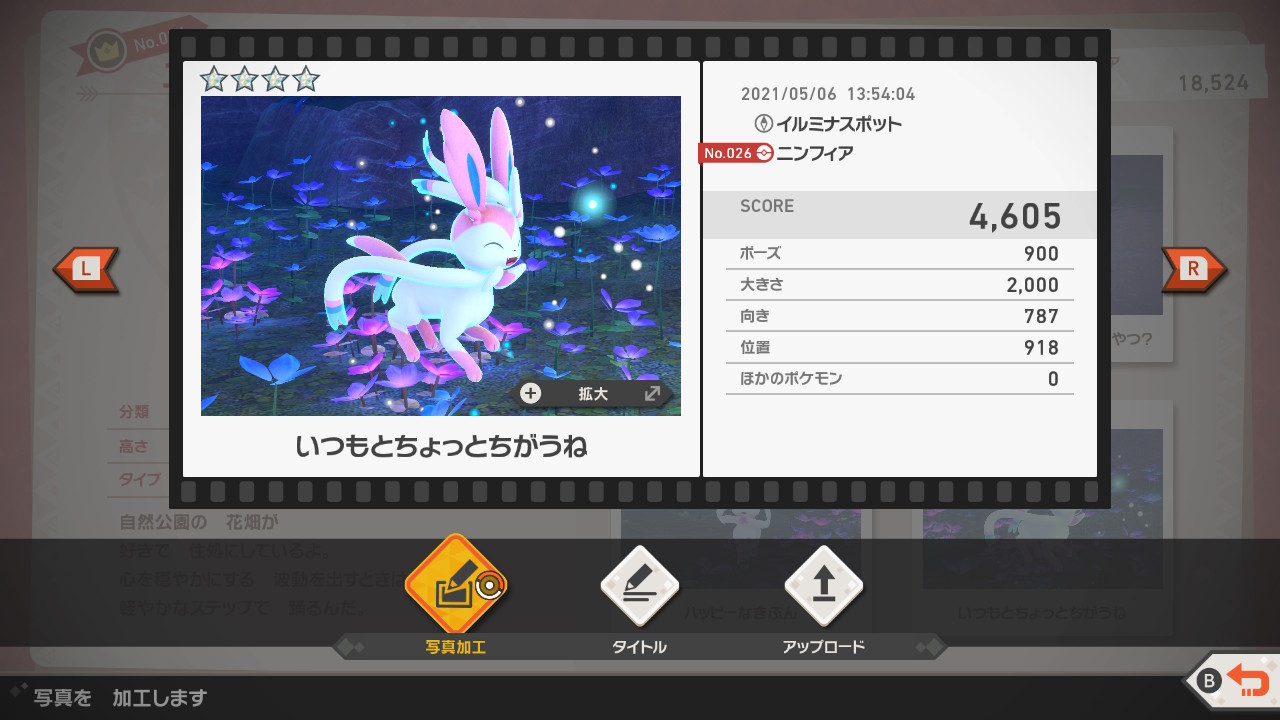 No.0
18,524
2021/05/06 13:54:04
イルミナスポット
No.026 ニンフィア
SCORE 4,605
ポーズ 900
大きさ 2,000
向き 787
位置 918
ほかのポケモン 0
+ 拡大
いつもとちょっとちがうね
L
R
やつ?
分類
高さ
タイプ
自然公園の 花畑が
好きで 住処にしているよ。
心を穏やかにする 波動を出すときに
軽やかなステップで 踊るんだ。
ハッピーなきぶん
いつもとちょっとちがうね
写真加工
タイトル
アップロード
B
写真を 加工します